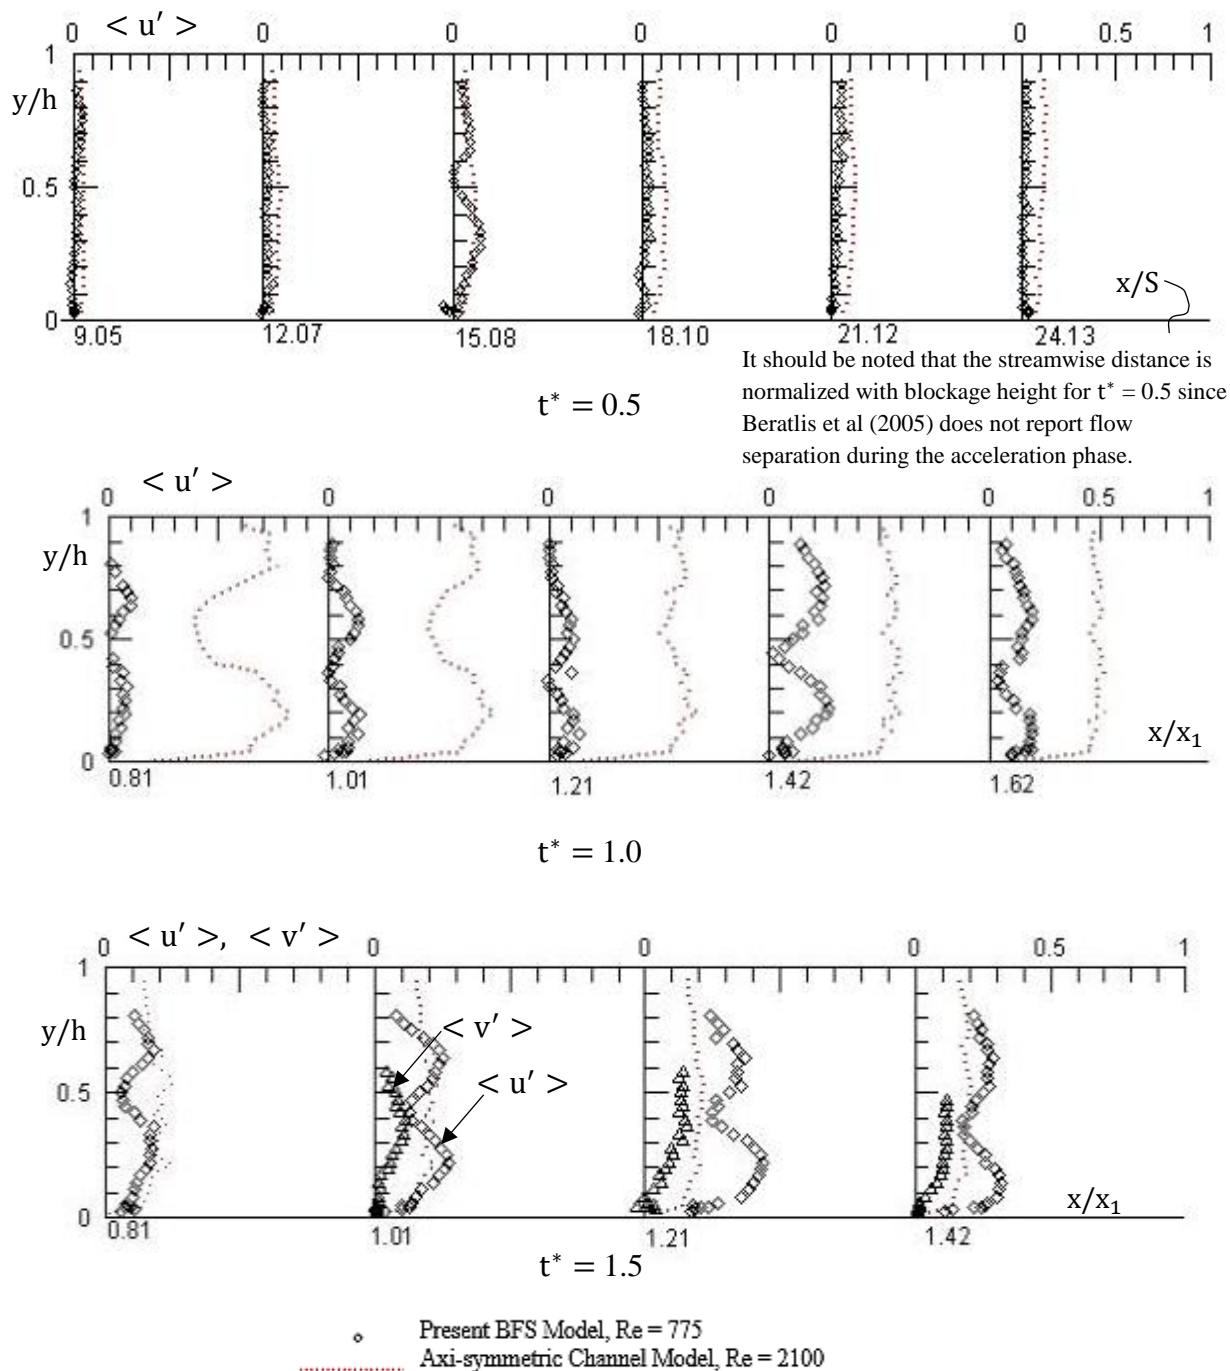 < u′ > 0 0 0 0 0 0 0.5 1
1
y/h
0.5
x/S
0
9.05 12.07 15.08 18.10 21.12 24.13
It should be noted that the streamwise distance is
normalized with blockage height for t* = 0.5 since
Beratlis et al (2005) does not report flow
separation during the acceleration phase.
t* = 0.5
< u′ >
0 0 0 0 0 0.5 1
1
y/h
0.5
x/x₁
0
0.81 1.01 1.21 1.42 1.62
t* = 1.0
0 < u′ >, < v′ > 0 0 0 0.5 1
1
< v′ >
y/h
< u′ >
0.5
x/x₁
0
0.81 1.01 1.21 1.42
t* = 1.5
Present BFS Model, Re = 775
Axi-symmetric Channel Model, Re = 2100